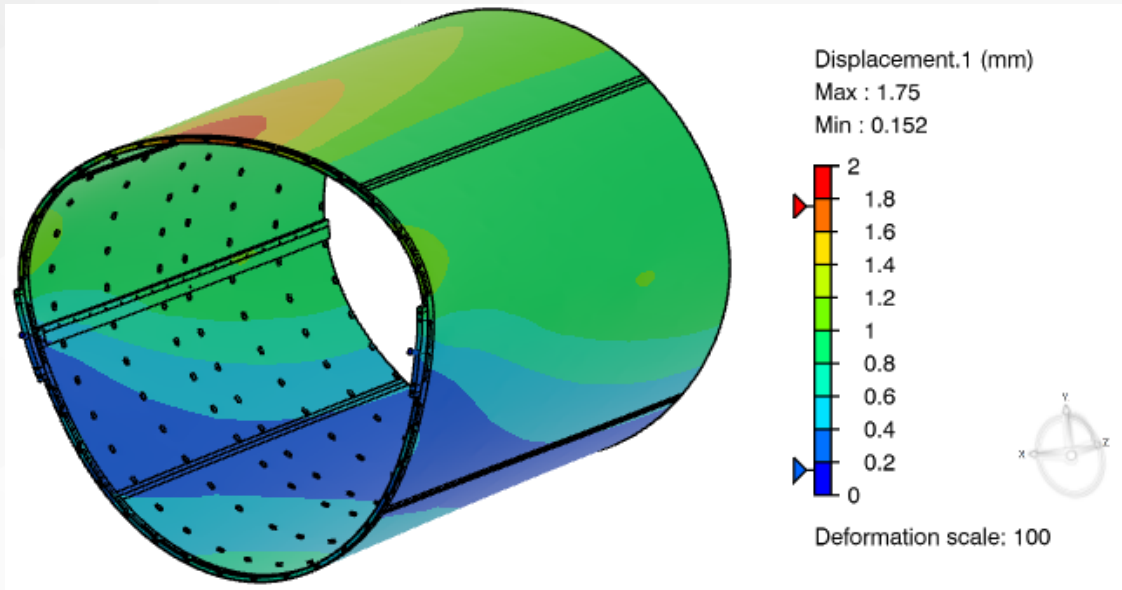 Displacement.1 (mm)
Max : 1.75
Min : 0.152
2
1.8
1.6
1.4
1.2
1
0.8
0.6
0.4
0.2
0
Y
X
Z
Deformation scale: 100